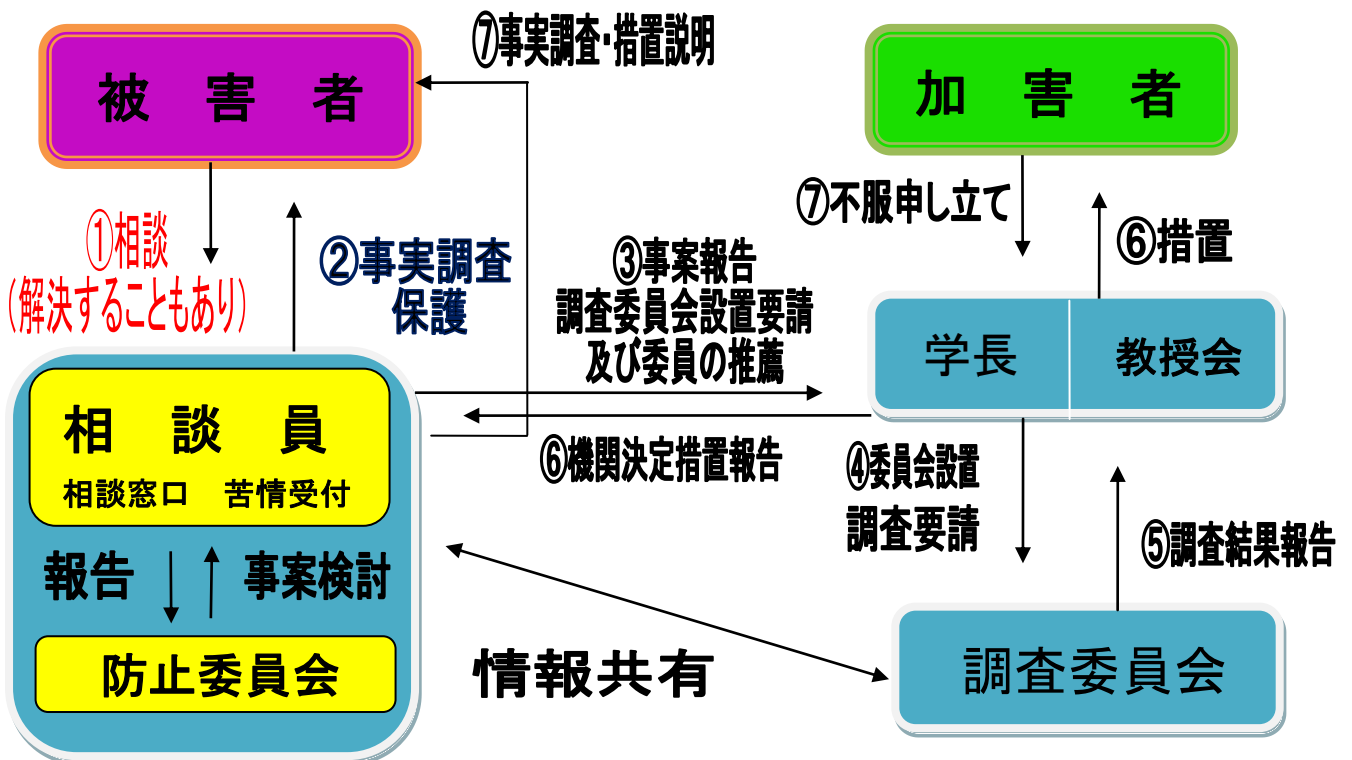 ⑦事実調査・措置説明
被害者
加害者
①相談
(解決することもあり)
②事実調査
保護
③事案報告
調査委員会設置要請
及び委員の推薦
⑦不服申し立て
⑥措置
学長
教授会
相談員
相談窓口 苦情受付
⑥機関決定措置報告
④委員会設置
調査要請
⑤調査結果報告
報告
事案検討
防止委員会
情報共有
調査委員会